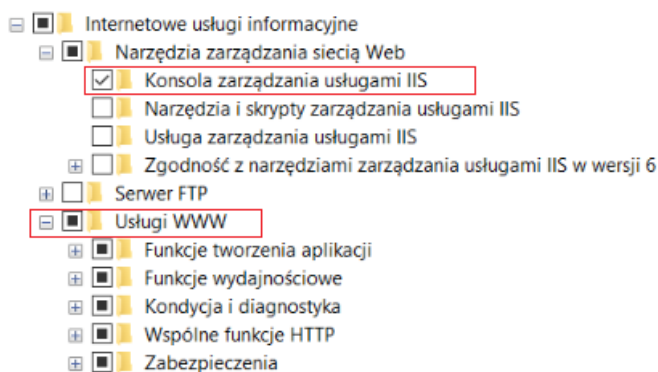 Internetowe usługi informacyjne
Narzędzia zarządzania siecią Web
Konsola zarządzania usługami IIS
Narzędzia i skrypty zarządzania usługami IIS
Usługa zarządzania usługami IIS
Zgodność z narzędziami zarządzania usługami IIS w wersji 6
Serwer FTP
Usługi WWW
Funkcje tworzenia aplikacji
Funkcje wydajnościowe
Kondycja i diagnostyka
Wspólne funkcje HTTP
Zabezpieczenia